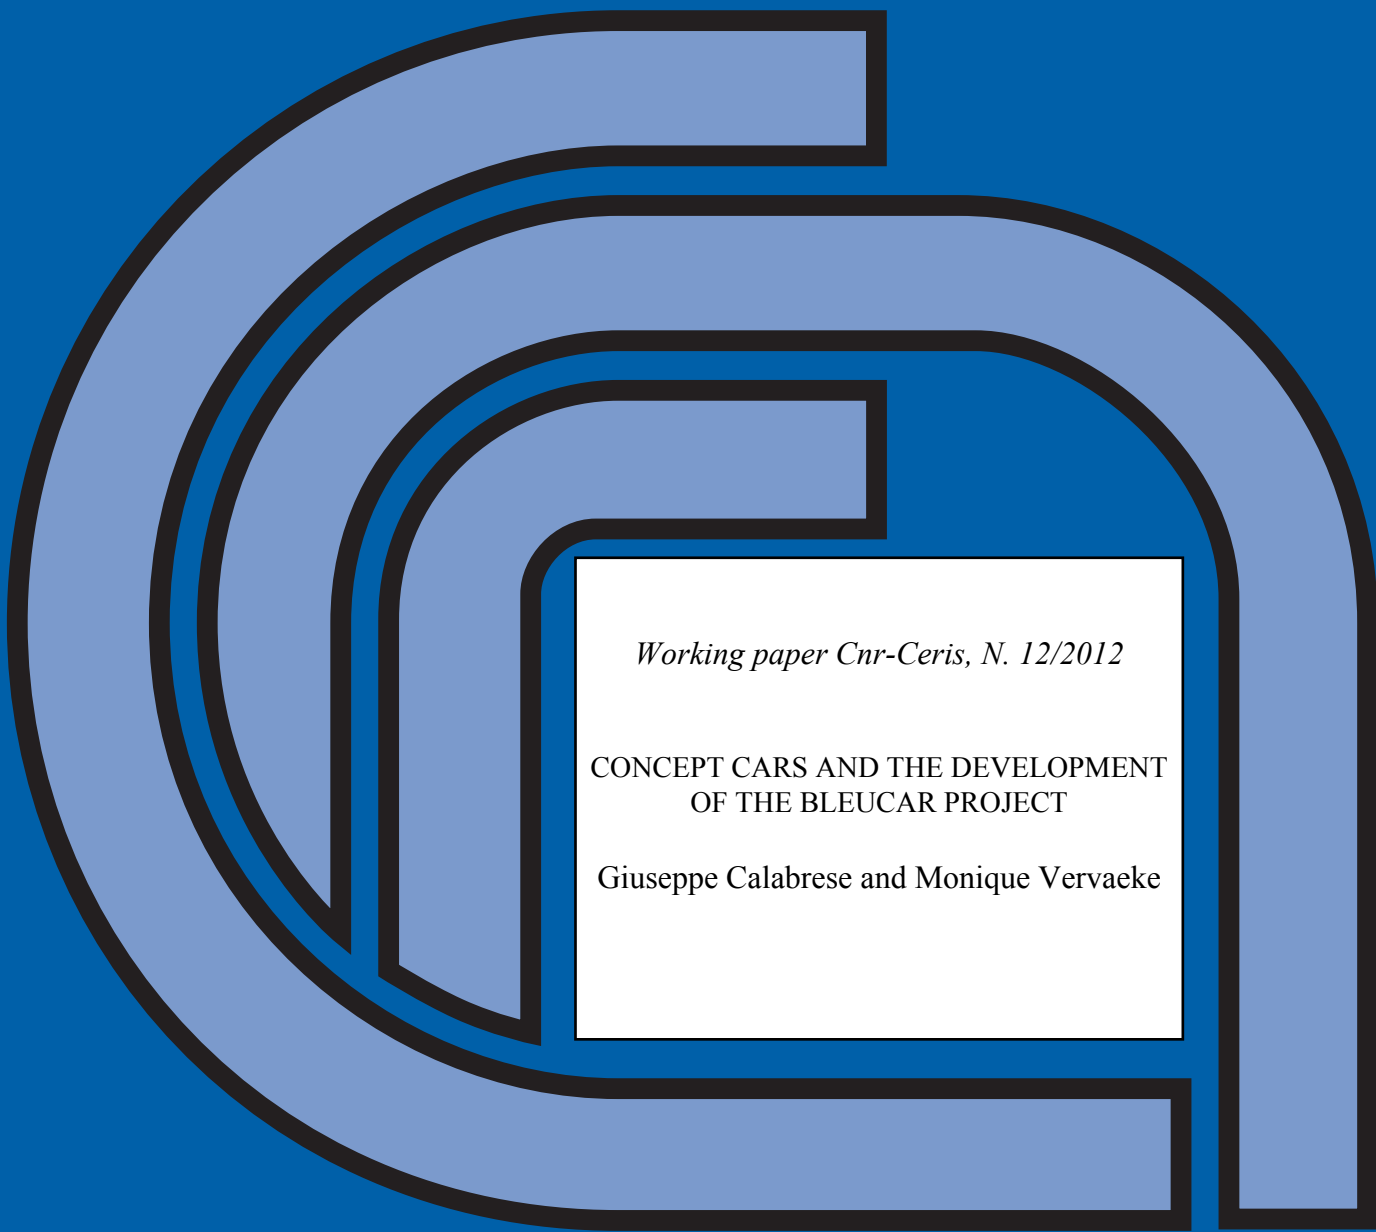 Working paper Cnr-Ceris, N. 12/2012
CONCEPT CARS AND THE DEVELOPMENT
OF THE BLEUCAR PROJECT
Giuseppe Calabrese and Monique Vervaeke